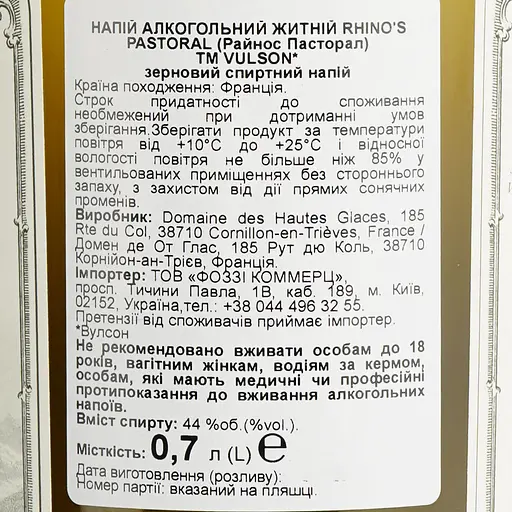 НАПІЙ АЛКОГОЛЬНИЙ ЖИТНІЙ RHINO'S
PASTORAL (Райнос Пасторал)
ТМ VULSON*
зерновий спиртний напій
Країна походження: Франція.
Строк придатності до споживання
необмежений при дотриманні умов
зберігання.Зберігати продукт за температури
повітря від +10°C до +25°C і відносної
вологості повітря не більше ніж 85% у
вентильованих приміщеннях без стороннього
запаху, з захистом від дії прямих сонячних
променів.
Виробник: Domaine des Hautes Glaces, 185
Rte du Col, 38710 Cornillon-en-Trièves, France /
Домен де От Глас, 185 Рут дю Коль, 38710
Корнійон-ан-Трієв, Франція.
Імпортер: ТОВ «ФОЗЗІ КОММЕРЦ»,
просп. Тичини Павла, 1В, каб. 189, м. Київ,
02152, Україна,тел.: +38 044 496 32 55.
Претензії від споживачів приймає імпортер.
*Вулсон
Не рекомендовано вживати особам до 18
років, вагітним жінкам, водіям за кермом,
особам, які мають медичні чи професійні
протипоказання до вживання алкогольних
напоїв.
Вміст спирту: 44 %об.(%vol.).
Місткість: 0,7 л (L) ℮
Дата виготовлення (розливу):
Номер партії: вказаний на пляшці.